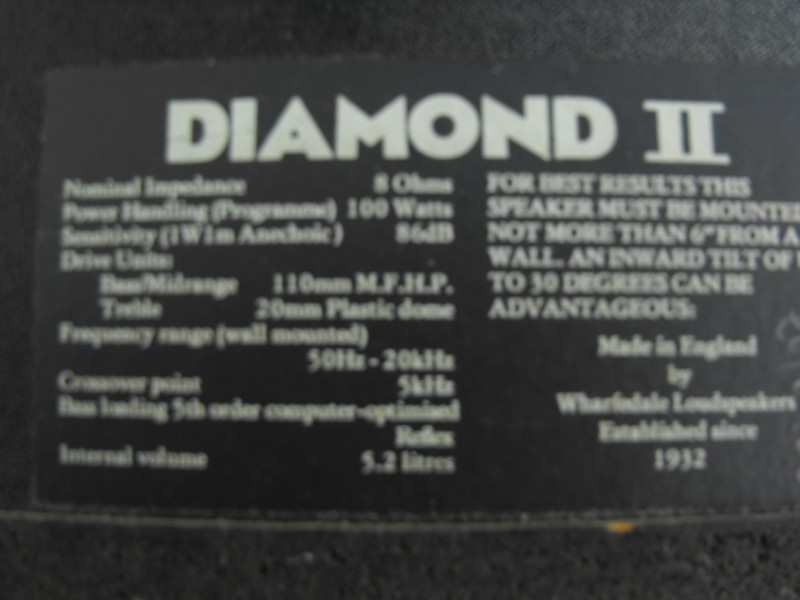 DIAMOND II
Nominal Impedance 8 Ohms
Power Handling (Programme) 100 Watts
Sensitivity (1W1m Anechoic) 86dB
Drive Units:
Bass/Midrange 110mm M.F.H.P.
Treble 20mm Plastic dome
Frequency range (wall mounted)
50Hz - 20kHz
Crossover point 5kHz
Bass loading 5th order computer-optimised
Reflex
Internal volume 5.2 litres
FOR BEST RESULTS THIS
SPEAKER MUST BE MOUNTED
NOT MORE THAN 6" FROM A
WALL. AN INWARD TILT OF
TO 30 DEGREES CAN BE
ADVANTAGEOUS:
Made in England
by
Wharfedale Loudspeakers
Established since
1932